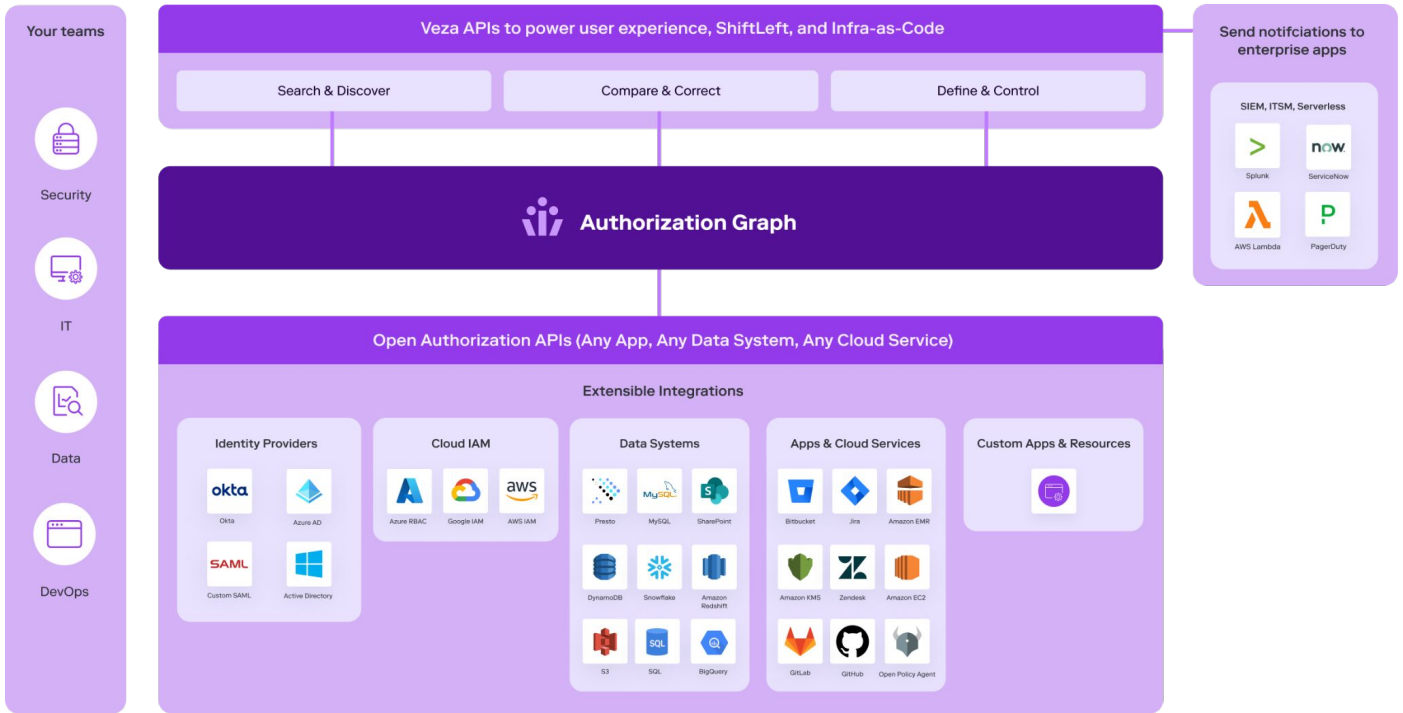 Your teams
Security
IT
Data
DevOps
Veza APIs to power user experience, ShiftLeft, and Infra-as-Code
Search & Discover
Compare & Correct
Define & Control
Authorization Graph
Open Authorization APIs (Any App, Any Data System, Any Cloud Service)
Extensible Integrations
Identity Providers
okta
Okta
Azure AD
SAML
Custom SAML
Active Directory
Cloud IAM
aws
Azure RBAC
Google IAM
AWS IAM
Data Systems
MySQL
S
Presto
MySQL
SharePoint
DynamoDB
Snowflake
Amazon
Redshift
SQL
S3
SQL
BigQuery
Apps & Cloud Services
Bitbucket
Jira
Amazon EMR
Amazon KMS
Zendesk
Amazon EC2
GitLab
GitHub
Open Policy Agent
Custom Apps & Resources
Send notifciations to
enterprise apps
SIEM, ITSM, Serverless
now
Splunk
ServiceNow
AWS Lambda
PagerDuty